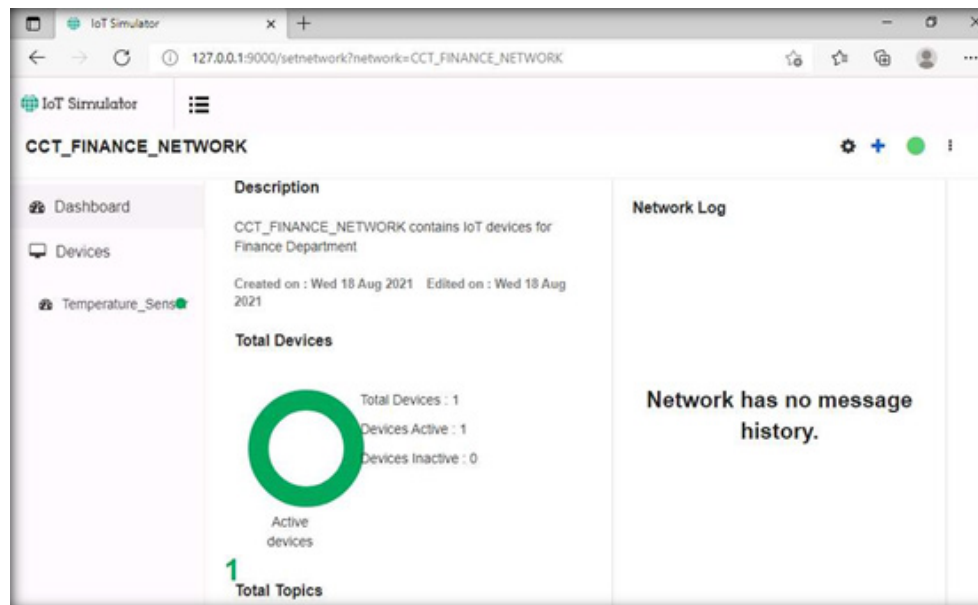 IoT Simulator
127.0.0.1:9000/setnetwork?network=CCT_FINANCE_NETWORK
IoT Simulator
CCT_FINANCE_NETWORK
Dashboard
Devices
Temperature_Sens
Description
CCT_FINANCE_NETWORK contains IoT devices for
Finance Department
Created on : Wed 18 Aug 2021 Edited on : Wed 18 Aug
2021
Total Devices
Total Devices : 1
Devices Active : 1
Devices Inactive : 0
Active
devices
1
Total Topics
Network Log
Network has no message
history.